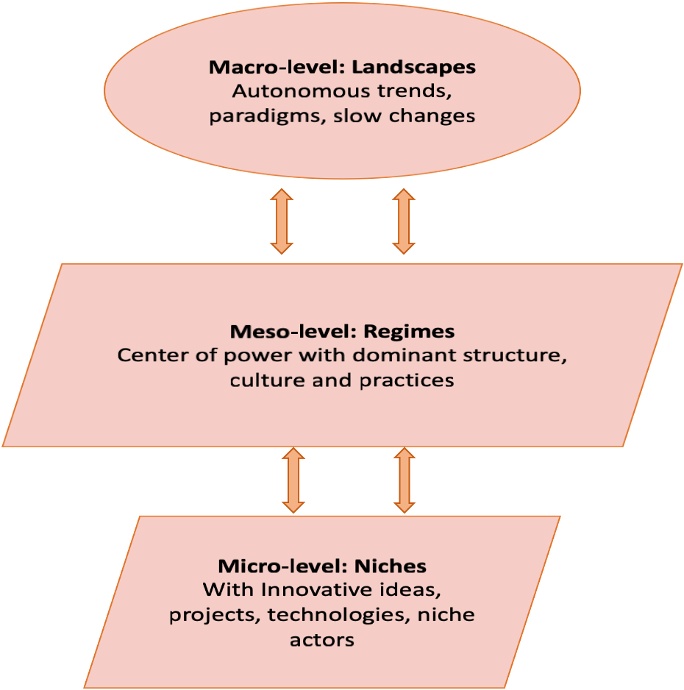 Macro-level: Landscapes
Autonomous trends,
paradigms, slow changes
Meso-level: Regimes
Center of power with dominant structure,
culture and practices
Micro-level: Niches
With Innovative ideas,
projects, technologies, niche
actors